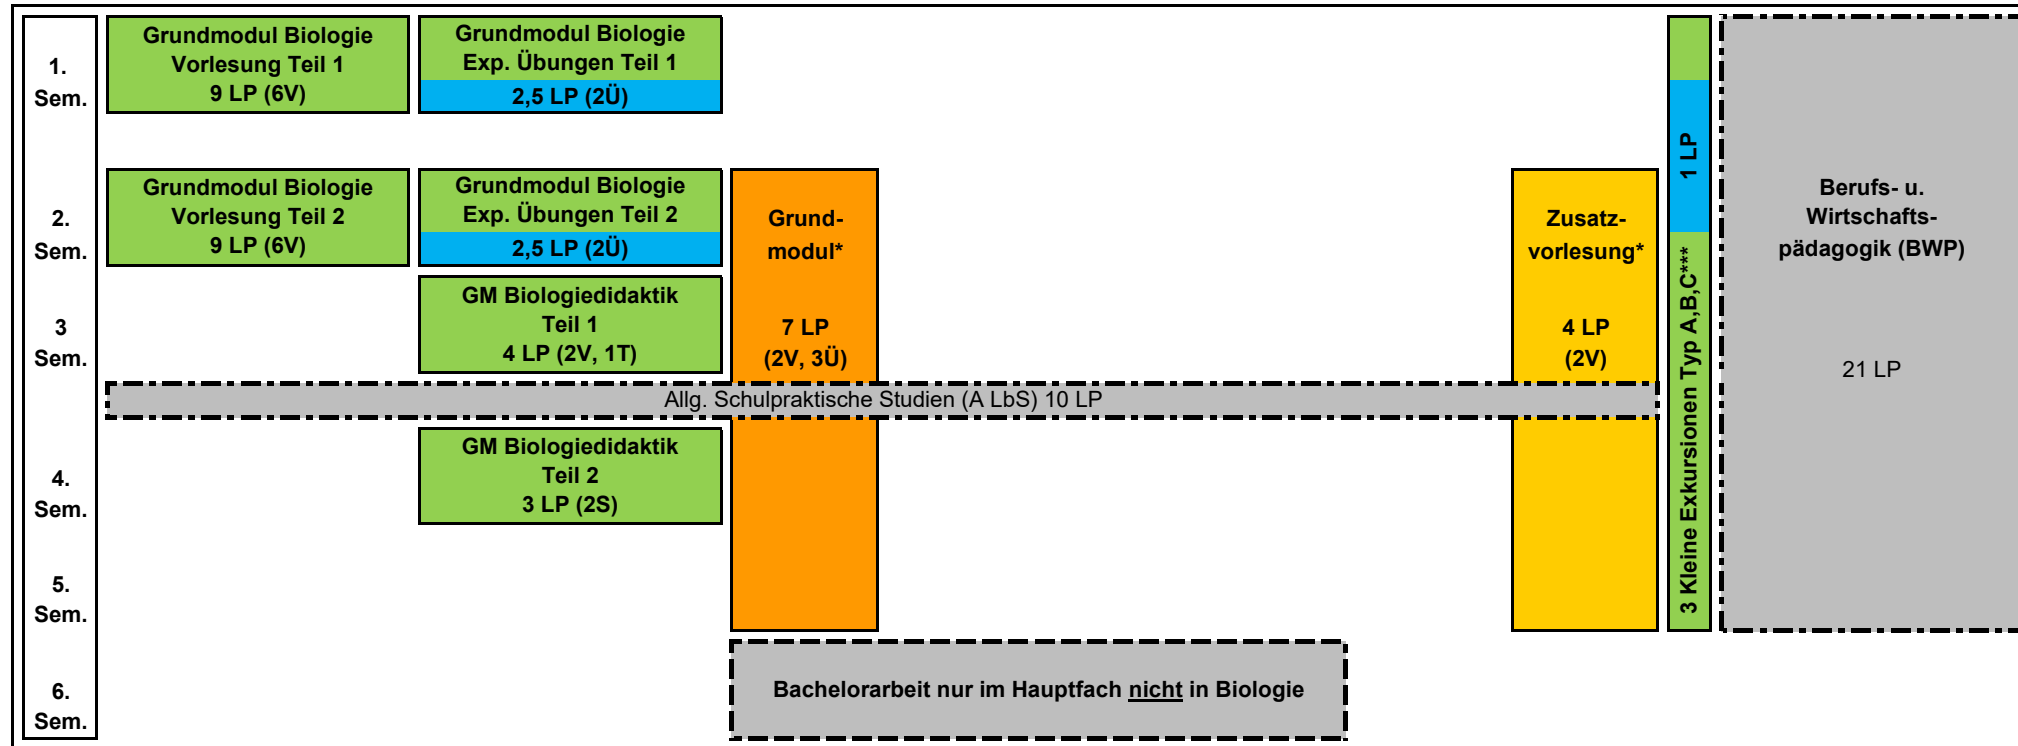 1.
Sem.
Grundmodul Biologie
Vorlesung Teil 1
9 LP (6V)
Grundmodul Biologie
Exp. Übungen Teil 1
2,5 LP (2Ü)
2.
Sem.
Grundmodul Biologie
Vorlesung Teil 2
9 LP (6V)
Grundmodul Biologie
Exp. Übungen Teil 2
2,5 LP (2Ü)
Grund-
modul*
7 LP
(2V, 3Ü)
Zusatz-
vorlesung*
4 LP
(2V)
3 Kleine Exkursionen Typ A,B,C*** 1 LP
Berufs- u.
Wirtschafts-
pädagogik (BWP)
21 LP
3
Sem.
GM Biologiedidaktik
Teil 1
4 LP (2V, 1T)
Allg. Schulpraktische Studien (A LbS) 10 LP
4.
Sem.
GM Biologiedidaktik
Teil 2
3 LP (2S)
5.
Sem.
6.
Sem.
Bachelorarbeit nur im Hauptfach nicht in Biologie